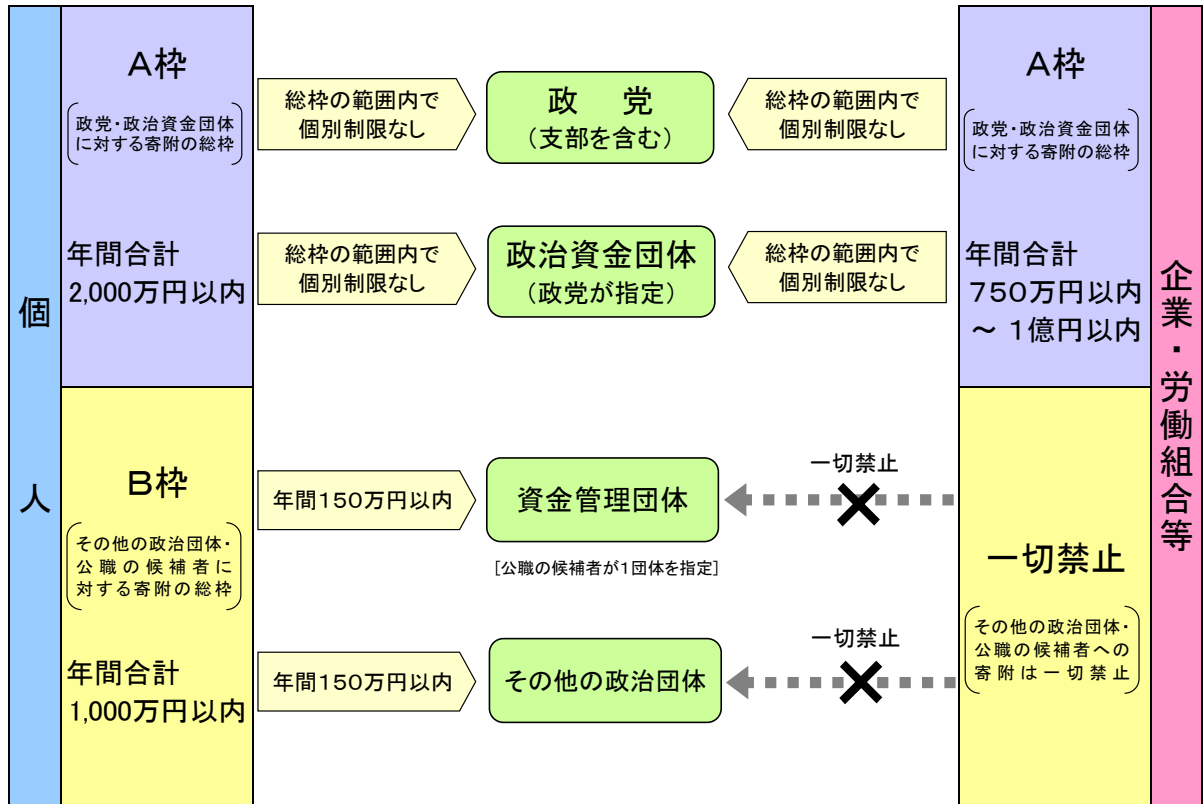 個人
A枠
政党・政治資金団体
に対する寄附の総枠
年間合計
2,000万円以内
総枠の範囲内で
個別制限なし
政 党
(支部を含む)
総枠の範囲内で
個別制限なし
A枠
政党・政治資金団体
に対する寄附の総枠
年間合計
750万円以内
~ 1億円以内
企業・労働組合等
総枠の範囲内で
個別制限なし
政治資金団体
(政党が指定)
総枠の範囲内で
個別制限なし
B枠
その他の政治団体・
公職の候補者に
対する寄附の総枠
年間合計
1,000万円以内
年間150万円以内
資金管理団体
[公職の候補者が1団体を指定]
一切禁止
年間150万円以内
その他の政治団体
一切禁止
一切禁止
その他の政治団体・
公職の候補者への
寄附は一切禁止